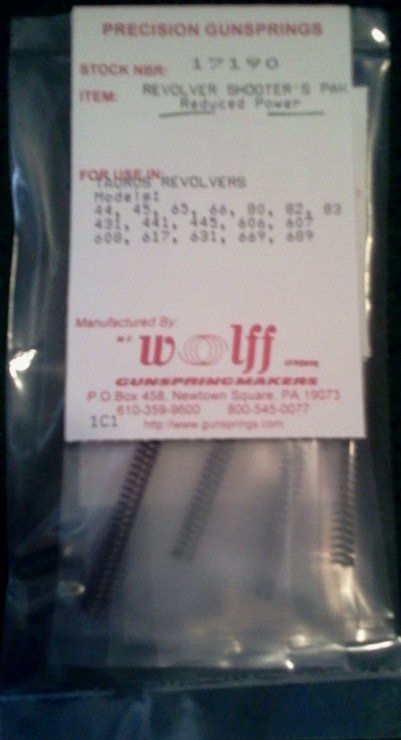 PRECISION GUNSPRINGS
STOCK NBR: 17190
ITEM: REVOLVER SHOOTER'S PAK
Reduced Power
FOR USE IN:
TAURUS REVOLVERS
Models:
44, 45, 65, 66, 80, 82, 83
431, 441, 445, 606, 607
608, 617, 631, 669, 689
Manufactured By:
W.C. wolff COMPANY
GUNSPRINGMAKERS
P.O.Box 458, Newtown Square, PA 19073
610-359-9600 800-545-0077
1C1 http://www.gunsprings.com